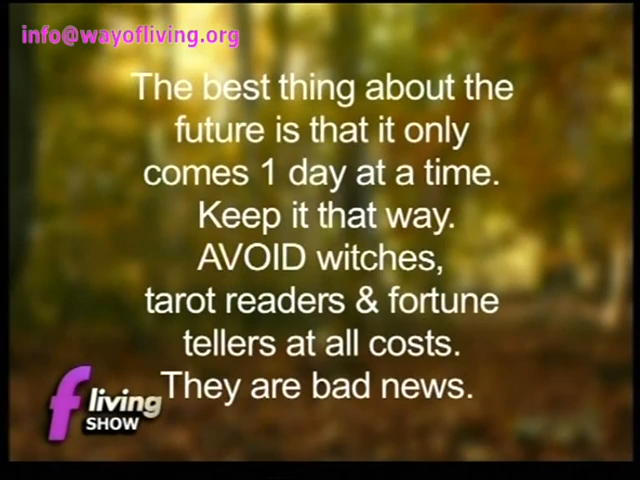 info@wayofliving.org
The best thing about the
future is that it only
comes 1 day at a time.
Keep it that way.
AVOID witches,
tarot readers & fortune
tellers at all costs.
They are bad news.
f living
SHOW